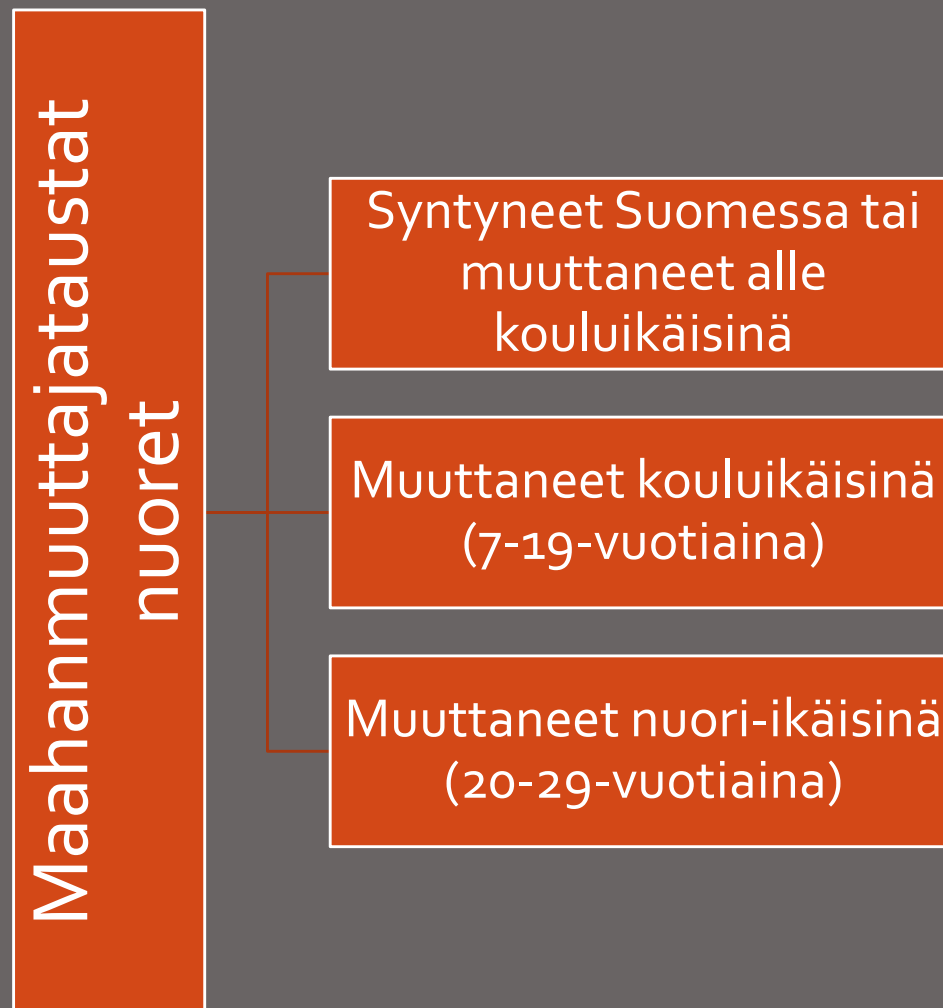 Maahanmuuttajataustat
nuoret
Syntyneet Suomessa tai
muuttaneet alle
kouluikäisinä
Muuttaneet kouluikäisinä
(7-19-vuotiaina)
Muuttaneet nuori-ikäisinä
(20-29-vuotiaina)